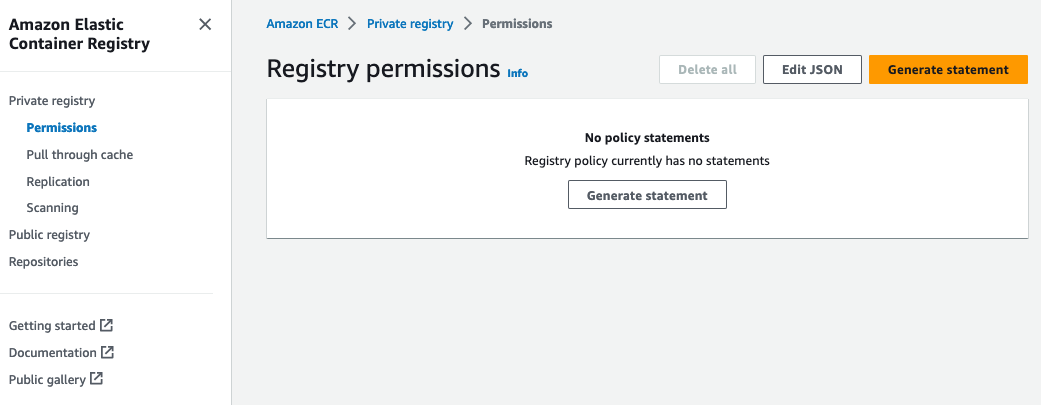 Amazon Elastic
Container Registry
Private registry
Permissions
Pull through cache
Replication
Scanning
Public registry
Repositories
Getting started
Documentation
Public gallery
Amazon ECR > Private registry > Permissions
Registry permissions Info
Delete all Edit JSON Generate statement
No policy statements
Registry policy currently has no statements
Generate statement